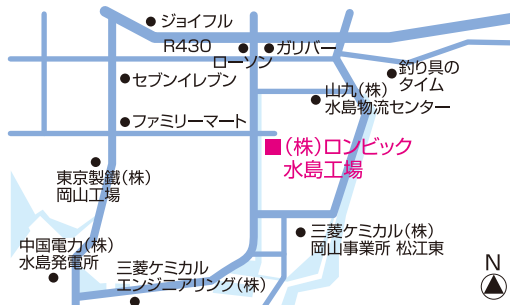 ジョイフル
R430
ローソン
ガリバー
釣り具の
タイム
セブンイレブン
山九(株)
水島物流センター
ファミリーマート
(株)ロンビック
水島工場
東京製鐵(株)
岡山工場
三菱ケミカル(株)
岡山事業所 松江東
中国電力(株)
水島発電所
三菱ケミカル
エンジニアリング(株)
N